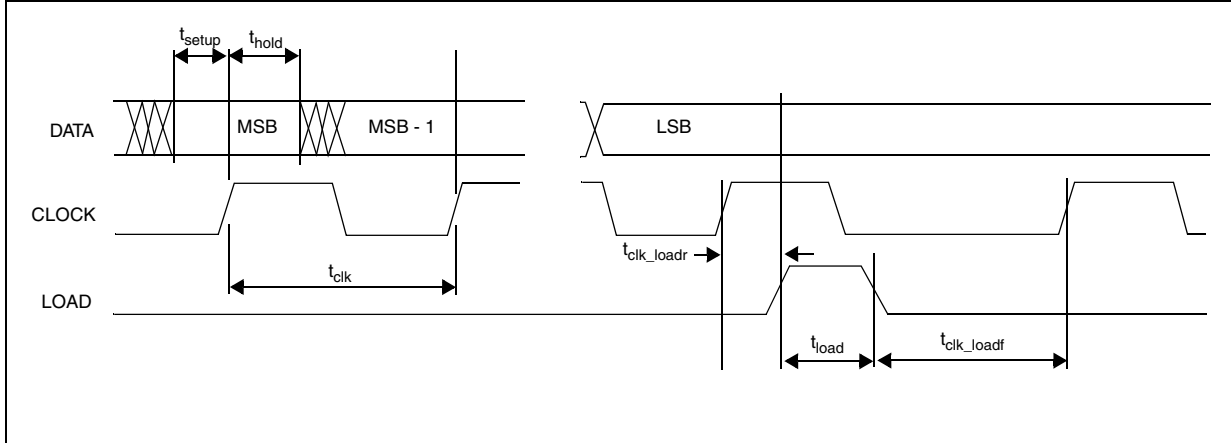 tsetup thold
DATA MSB MSB - 1 LSB
CLOCK
tclk_loadr
tclk
LOAD
tload tclk_loadf